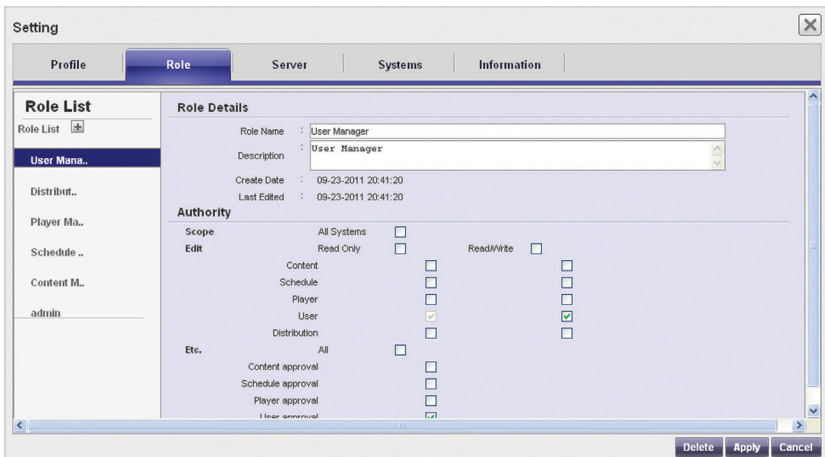 Setting
Profile Role Server Systems Information
Role List
Role List
User Mana..
Distribut..
Player Ma..
Schedule ..
Content M..
admin
Role Details
Role Name : User Manager
Description : User Manager
Create Date : 09-23-2011 20:41:20
Last Edited : 09-23-2011 20:41:20
Authority
Scope All Systems
Edit Read Only Read/Write
Content
Schedule
Player
User
Distribution
Etc. All
Content approval
Schedule approval
Player approval
User approval
Delete Apply Cancel